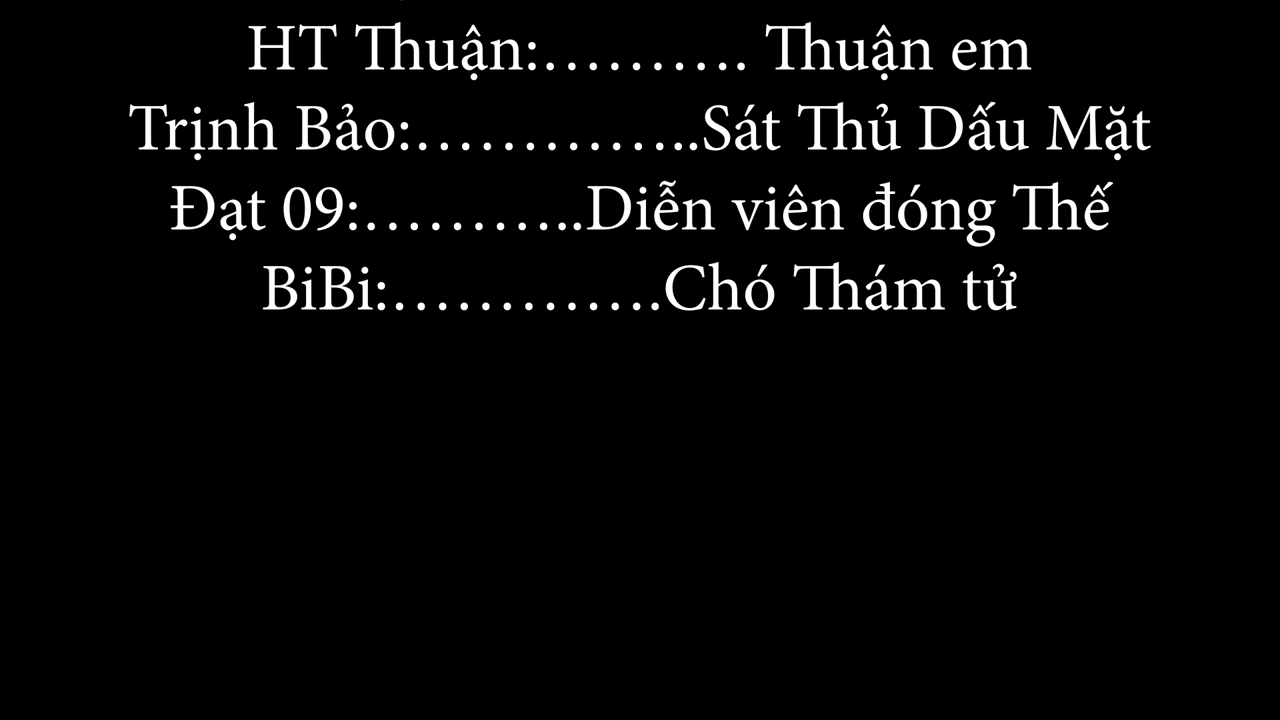 HT Thuận:………. Thuận em
Trịnh Bảo:…………..Sát Thủ Dấu Mặt
Đạt 09:………..Diễn viên đóng Thế
BiBi:………….Chó Thám tử